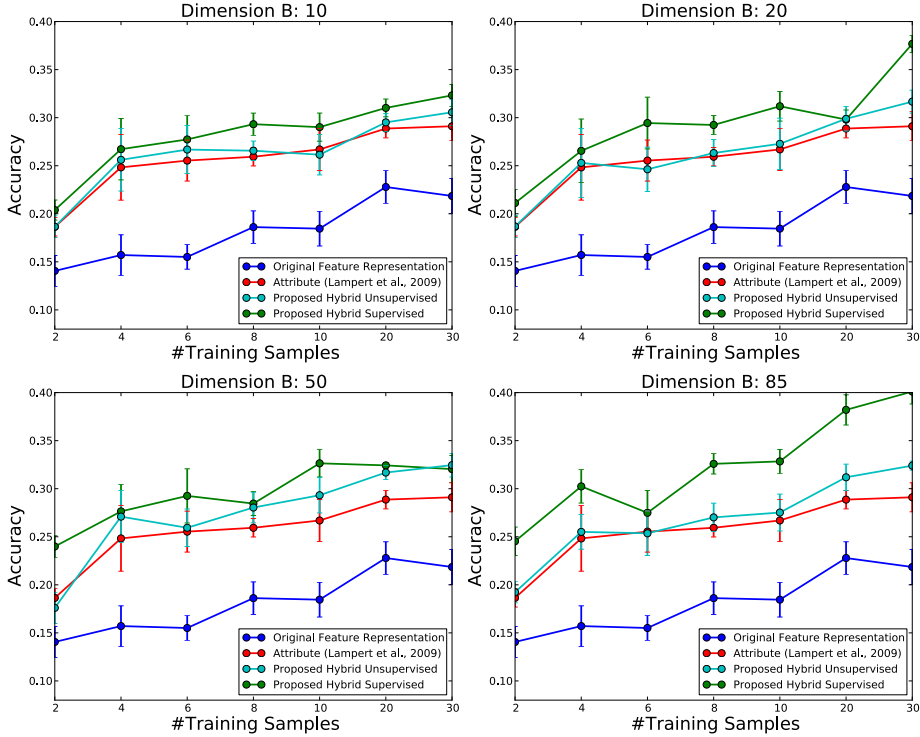 Dimension B: 10
Accuracy
0.40
0.35
0.30
0.25
0.20
0.15
0.10
Original Feature Representation
Attribute (Lampert et al., 2009)
Proposed Hybrid Unsupervised
Proposed Hybrid Supervised
2 4 6 8 10 20 30
#Training Samples
Dimension B: 20
Accuracy
0.40
0.35
0.30
0.25
0.20
0.15
0.10
Original Feature Representation
Attribute (Lampert et al., 2009)
Proposed Hybrid Unsupervised
Proposed Hybrid Supervised
2 4 6 8 10 20 30
#Training Samples
Dimension B: 50
Accuracy
0.40
0.35
0.30
0.25
0.20
0.15
0.10
Original Feature Representation
Attribute (Lampert et al., 2009)
Proposed Hybrid Unsupervised
Proposed Hybrid Supervised
2 4 6 8 10 20 30
#Training Samples
Dimension B: 85
Accuracy
0.40
0.35
0.30
0.25
0.20
0.15
0.10
Original Feature Representation
Attribute (Lampert et al., 2009)
Proposed Hybrid Unsupervised
Proposed Hybrid Supervised
2 4 6 8 10 20 30
#Training Samples